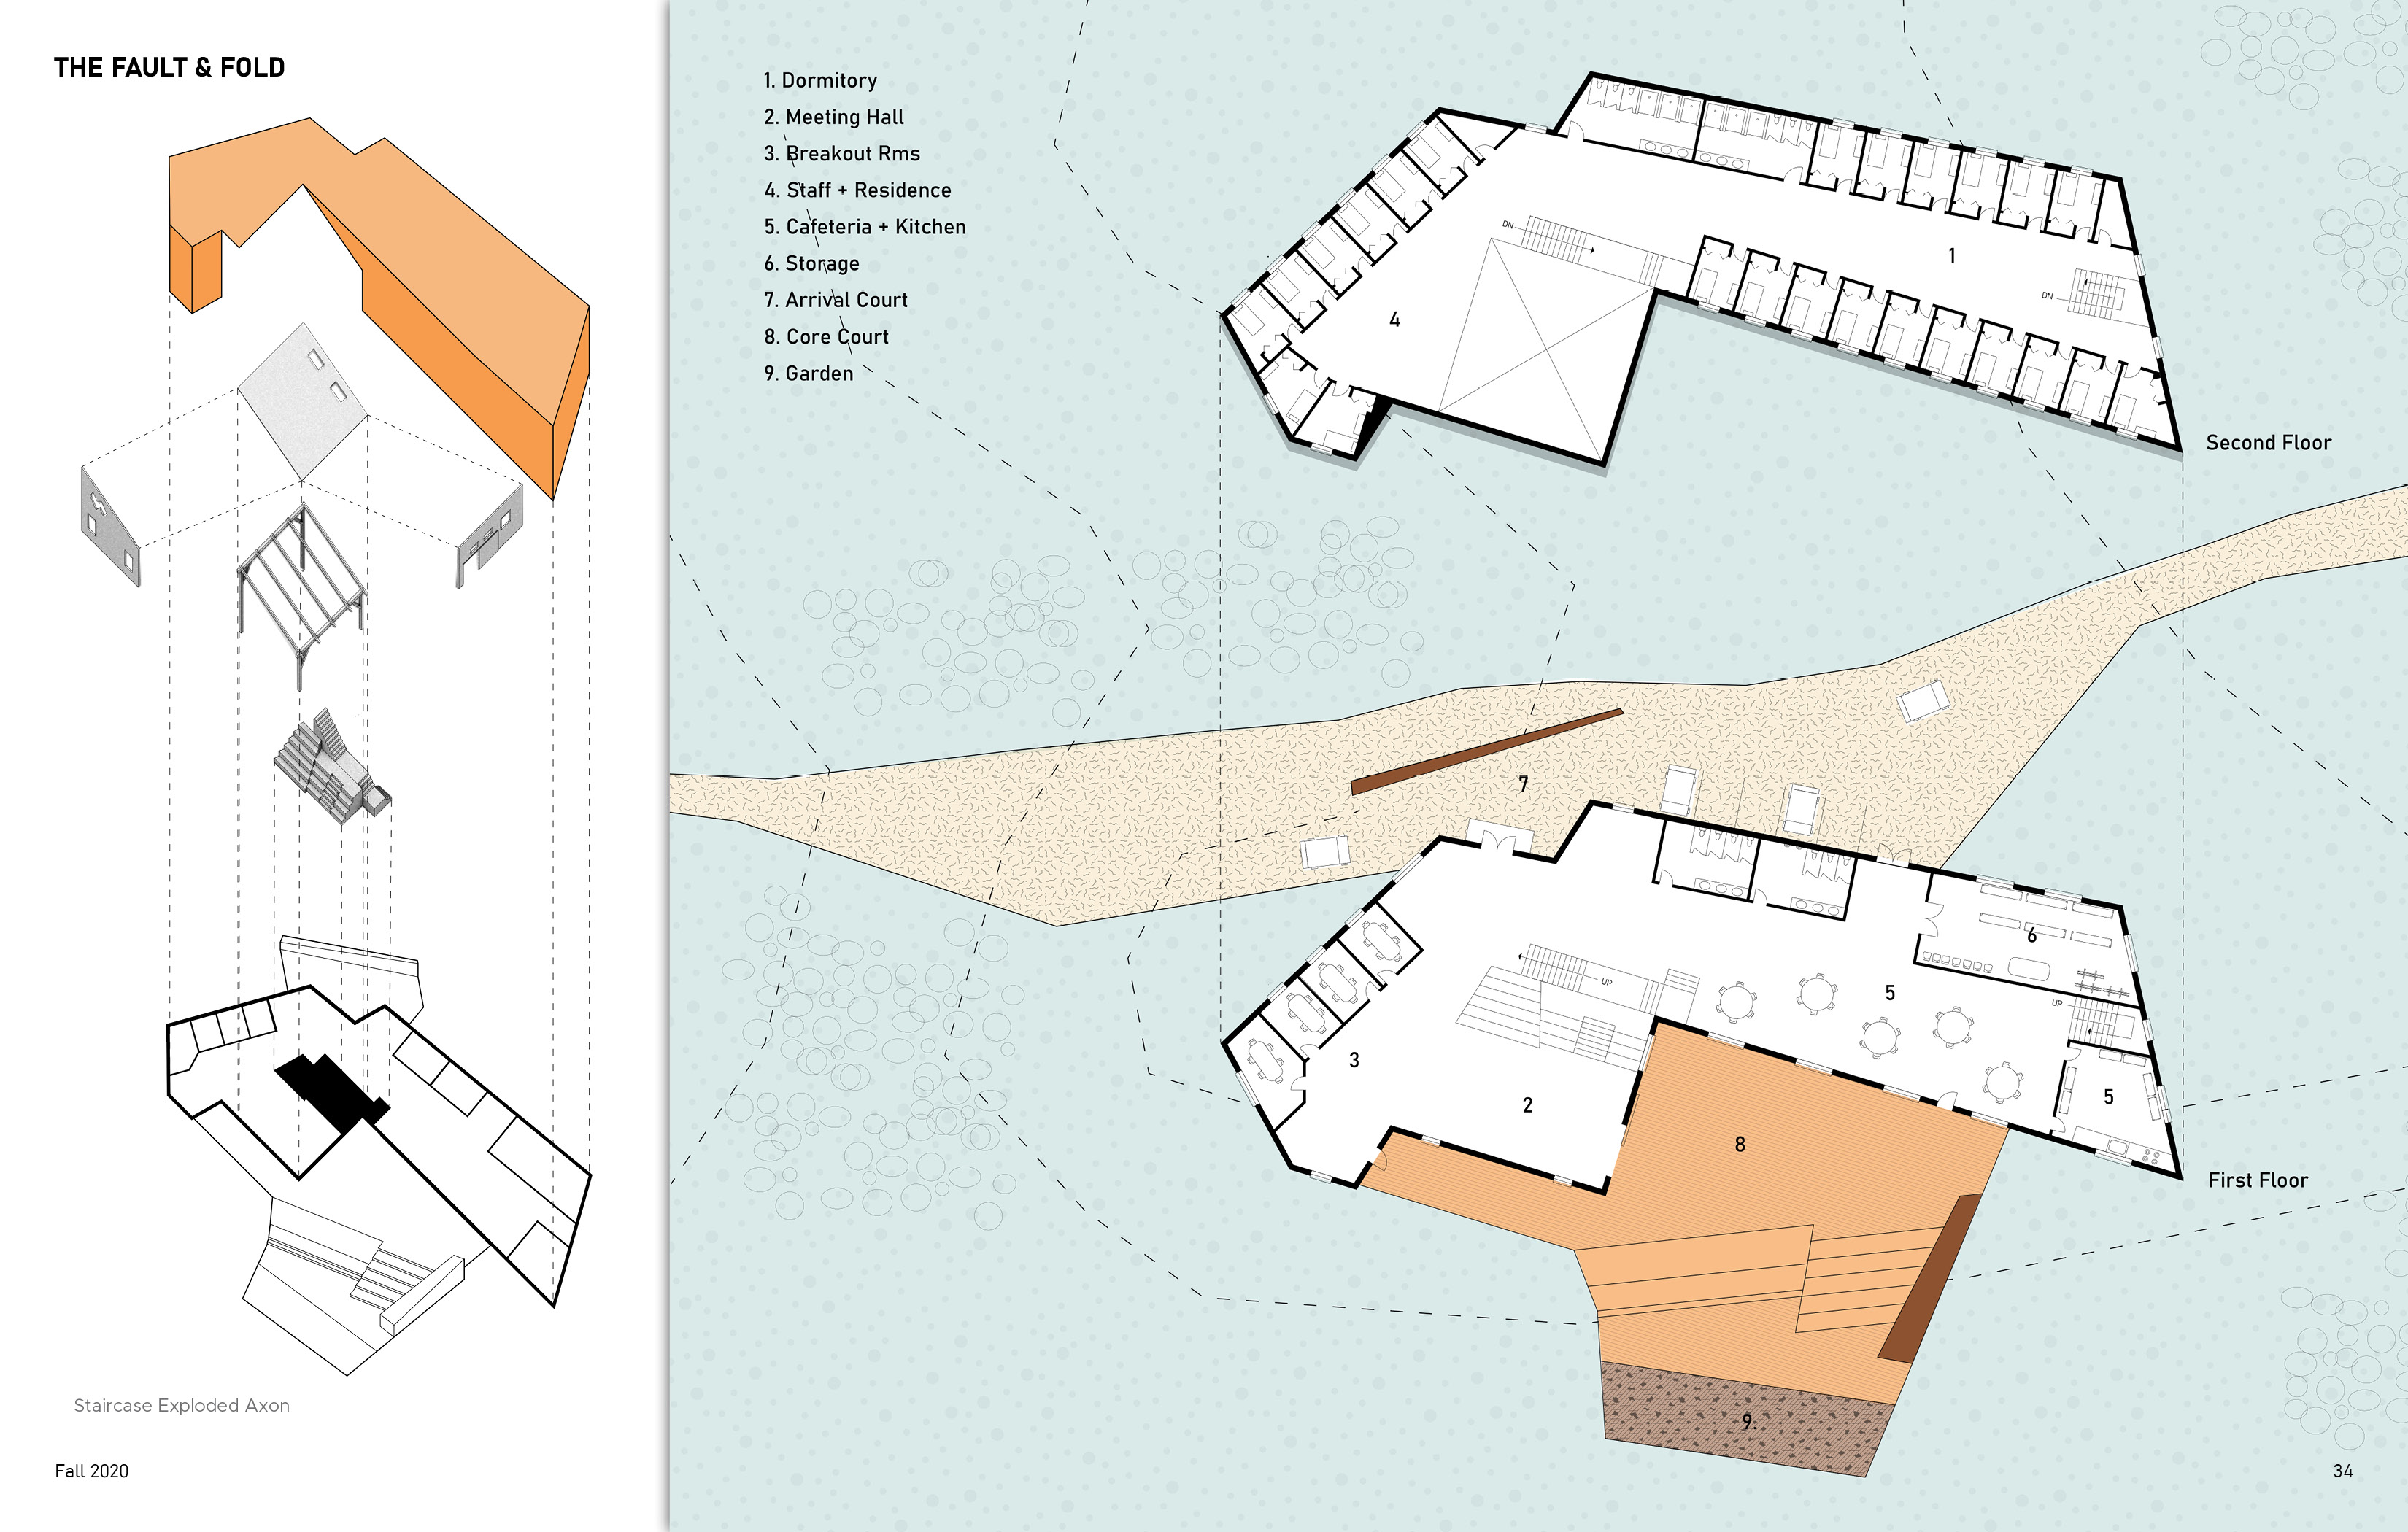 THE FAULT & FOLD
Staircase Exploded Axon
Fall 2020
1. Dormitory
2. Meeting Hall
3. Breakout Rms
4. Staff + Residence
5. Cafeteria + Kitchen
6. Storage
7. Arrival Court
8. Core Court
9. Garden
DN
1
DN
4
Second Floor
7
6
UP
5
UP
3
5
2
8
First Floor
9.
34